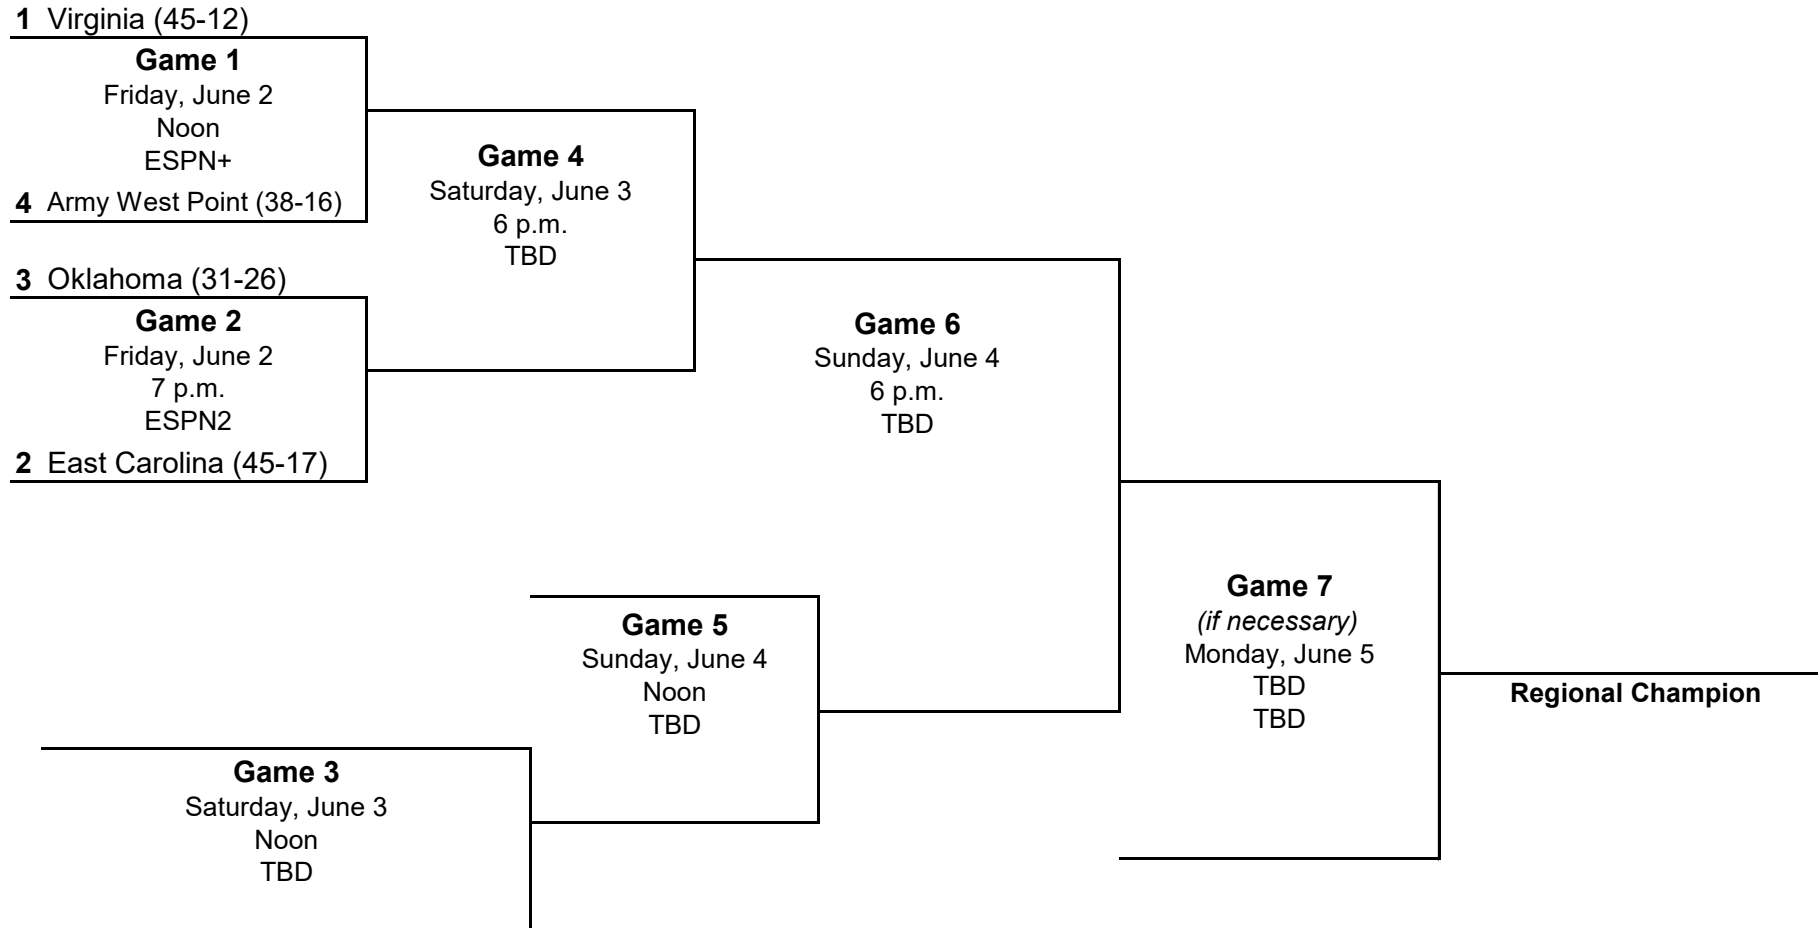 1 Virginia (45-12)
Game 1
Friday, June 2
Noon
ESPN+
4 Army West Point (38-16)
3 Oklahoma (31-26)
Game 2
Friday, June 2
7 p.m.
ESPN2
2 East Carolina (45-17)
Game 4
Saturday, June 3
6 p.m.
TBD
Game 6
Sunday, June 4
6 p.m.
TBD
Game 5
Sunday, June 4
Noon
TBD
Game 3
Saturday, June 3
Noon
TBD
Game 7
(if necessary)
Monday, June 5
TBD
TBD
Regional Champion